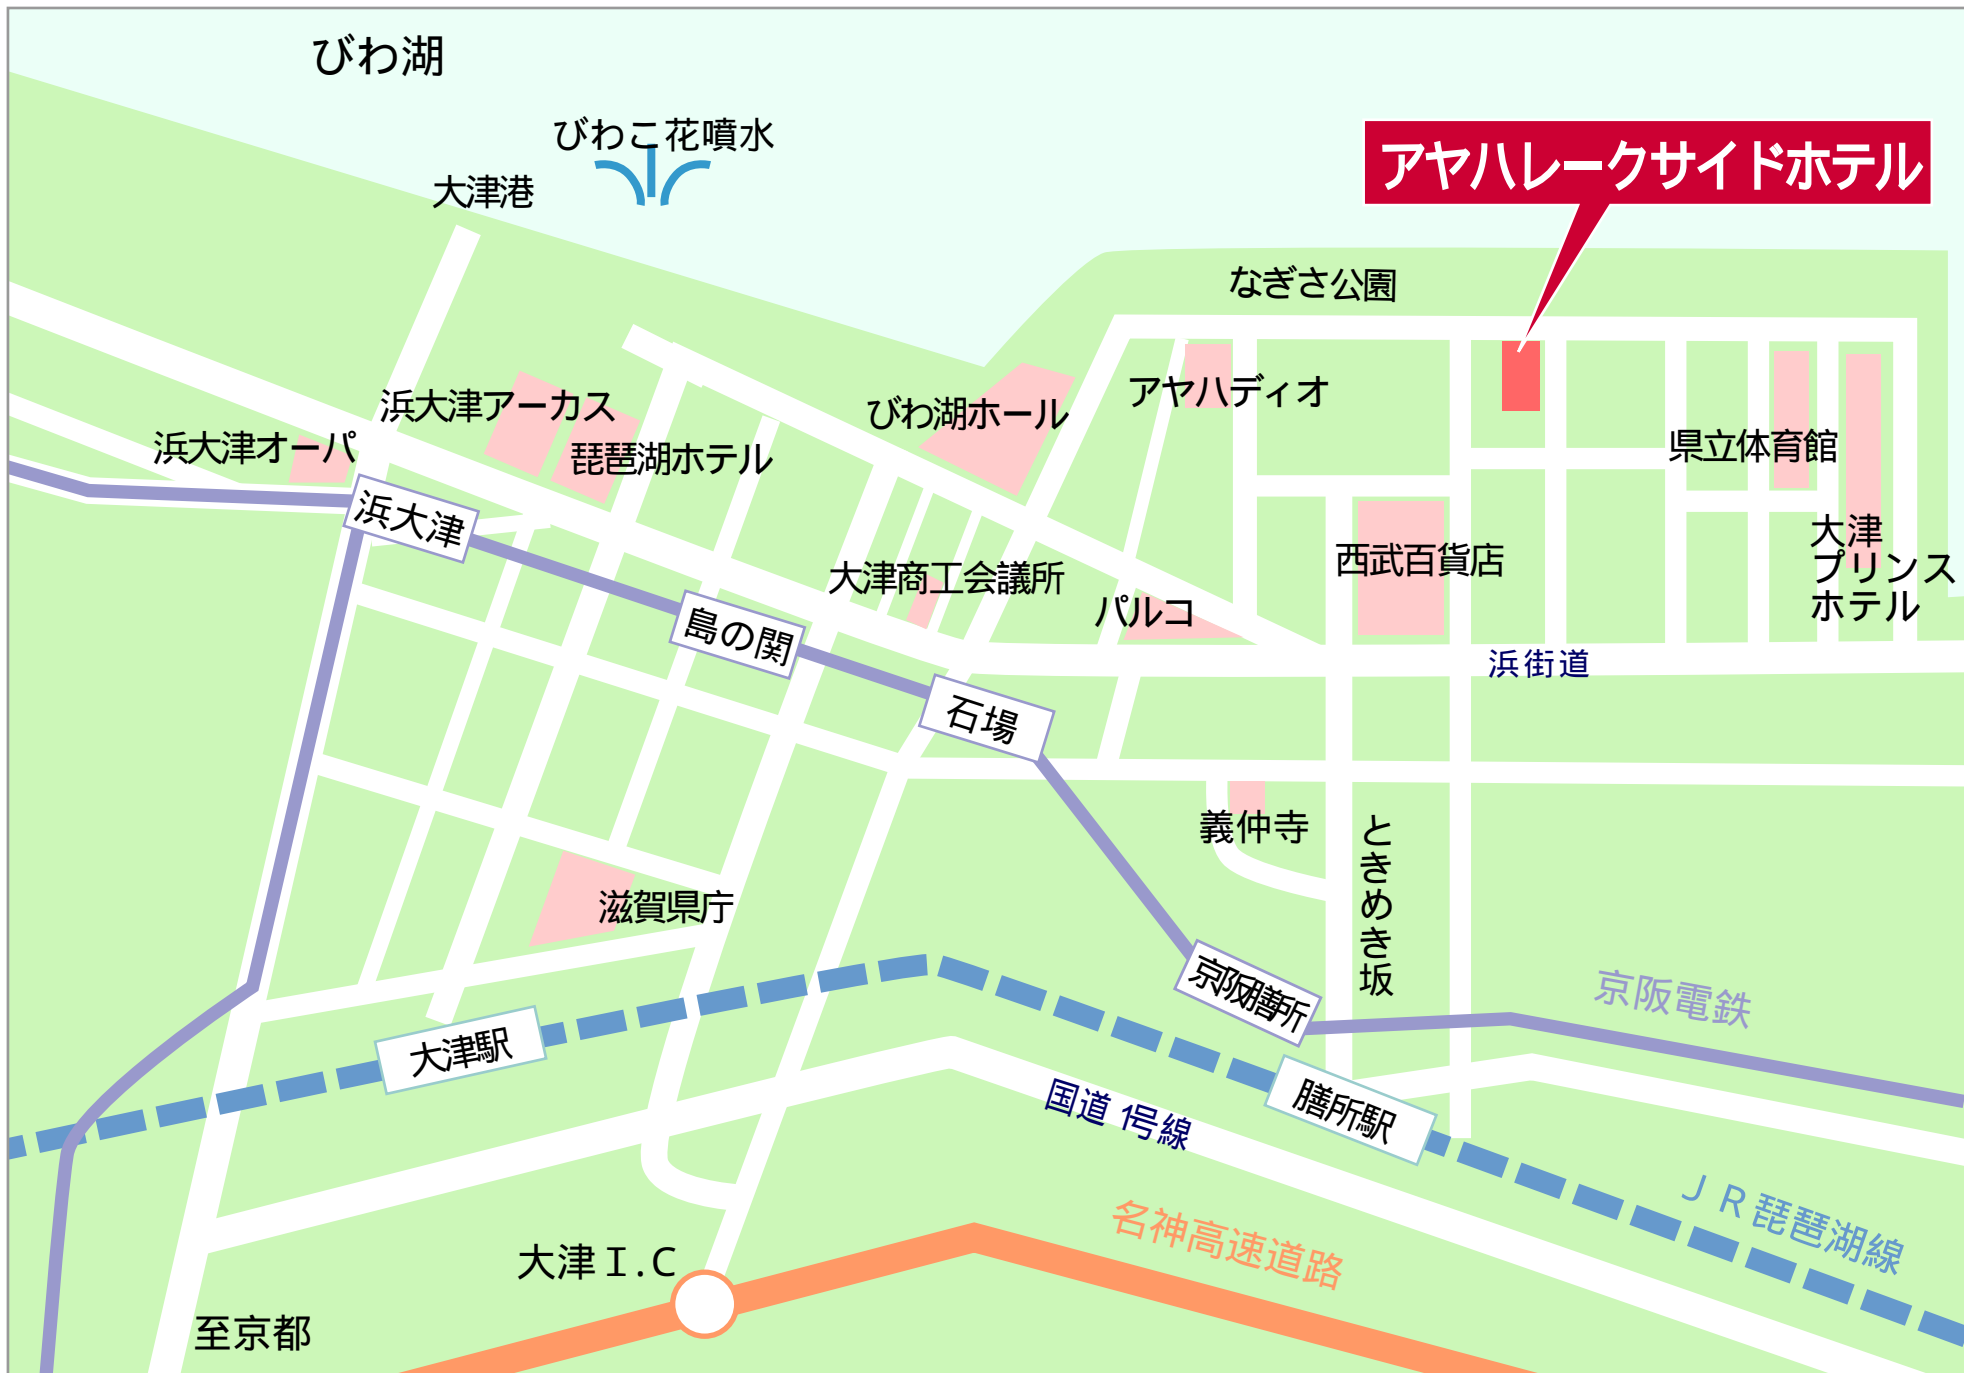 びわ湖
びわこ花噴水
アヤハレークサイドホテル
大津港
なぎさ公園
浜大津アーカス
びわ湖ホール
アヤハディオ
浜大津オーパ
琵琶湖ホテル
県立体育館
浜大津
大津
プリンス
ホテル
西武百貨店
大津商工会議所
パルコ
島の関
浜街道
石場
義仲寺
ときめき坂
滋賀県庁
京阪膳所
京阪電鉄
大津駅
国道1号線
膳所駅
JR琵琶湖線
名神高速道路
大津I.C
至京都